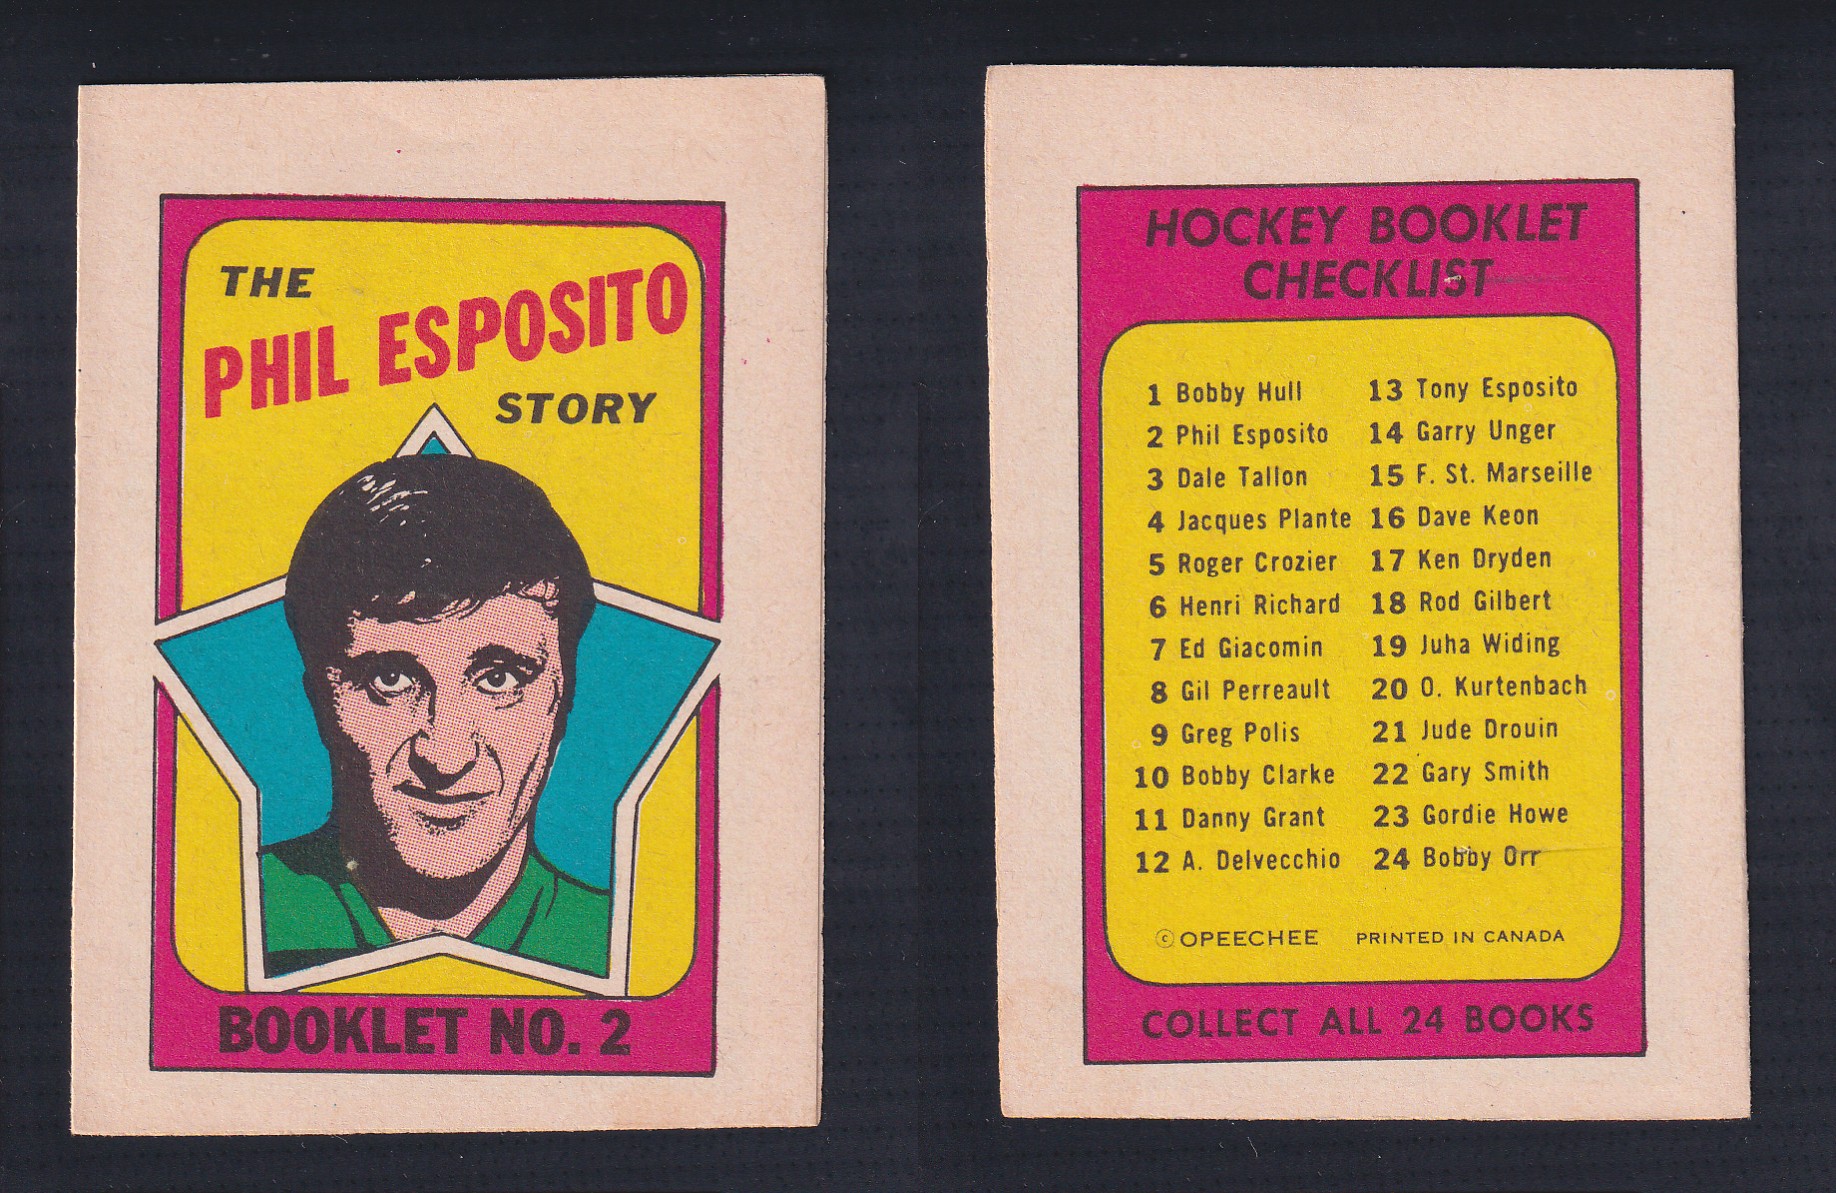 THE
PHIL ESPOSITO
STORY
BOOKLET NO. 2
HOCKEY BOOKLET
CHECKLIST
1 Bobby Hull
2 Phil Esposito
3 Dale Tallon
4 Jacques Plante
5 Roger Crozier
6 Henri Richard
7 Ed Giacomin
8 Gil Perreault
9 Greg Polis
10 Bobby Clarke
11 Danny Grant
12 A. Delvecchio
13 Tony Esposito
14 Garry Unger
15 F. St. Marseille
16 Dave Keon
17 Ken Dryden
18 Rod Gilbert
19 Juha Widing
20 O. Kurtenbach
21 Jude Drouin
22 Gary Smith
23 Gordie Howe
24 Bobby Orr
© OPEECHEE PRINTED IN CANADA
COLLECT ALL 24 BOOKS